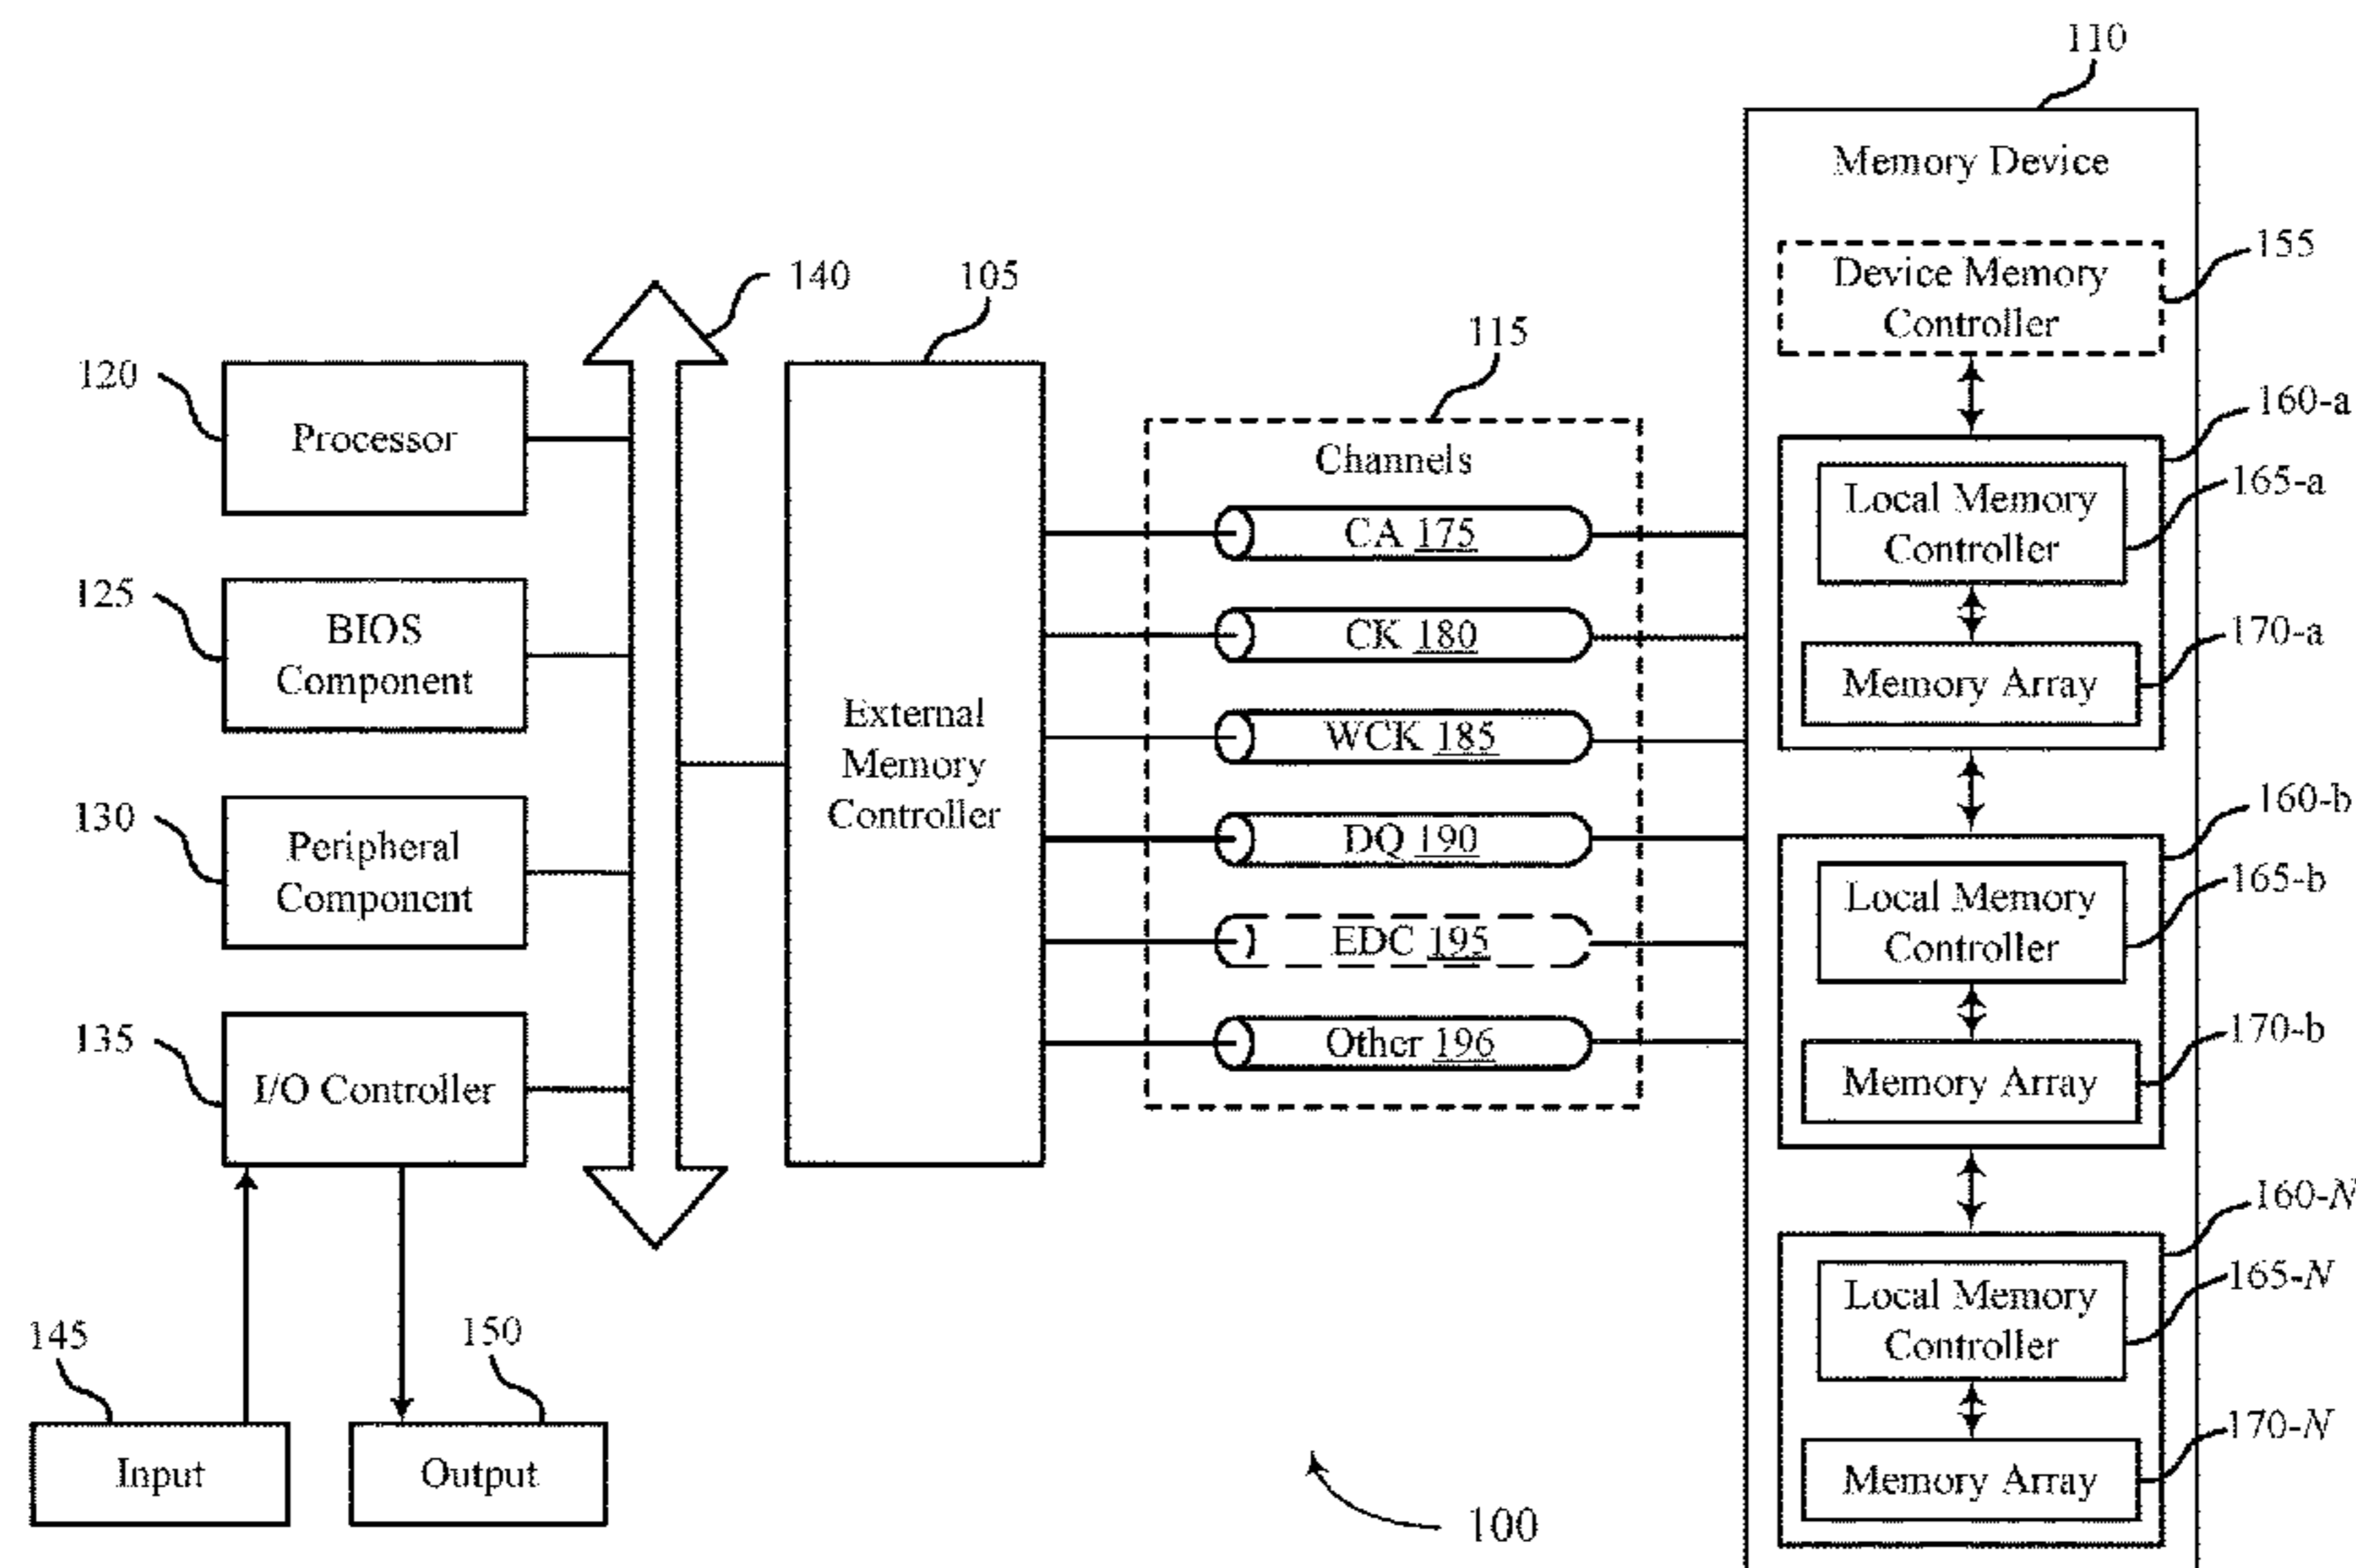 110
Memory Device
155
Device Memory
Controller
140
105
115
120
Processor
160-a
Channels
165-a
Local Memory
Controller
CA 175
125
BIOS
Component
CK 180
170-a
Memory Array
External
Memory
Controller
WCK 185
130
Peripheral
Component
DQ 190
160-b
165-b
Local Memory
Controller
EDC 195
135
I/O Controller
Other 196
170-b
Memory Array
160-N
165-N
Local Memory
Controller
145
150
Input
Output
170-N
Memory Array
100